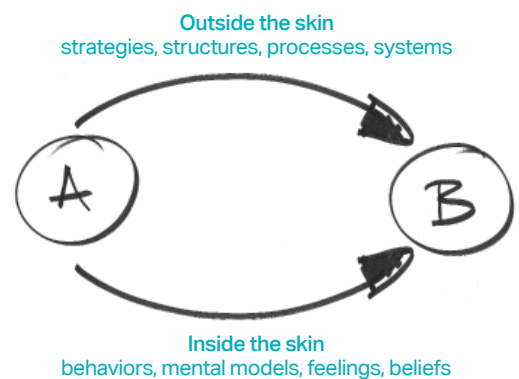 Outside the skin
strategies, structures, processes, systems
A
B
Inside the skin
behaviors, mental models, feelings, beliefs